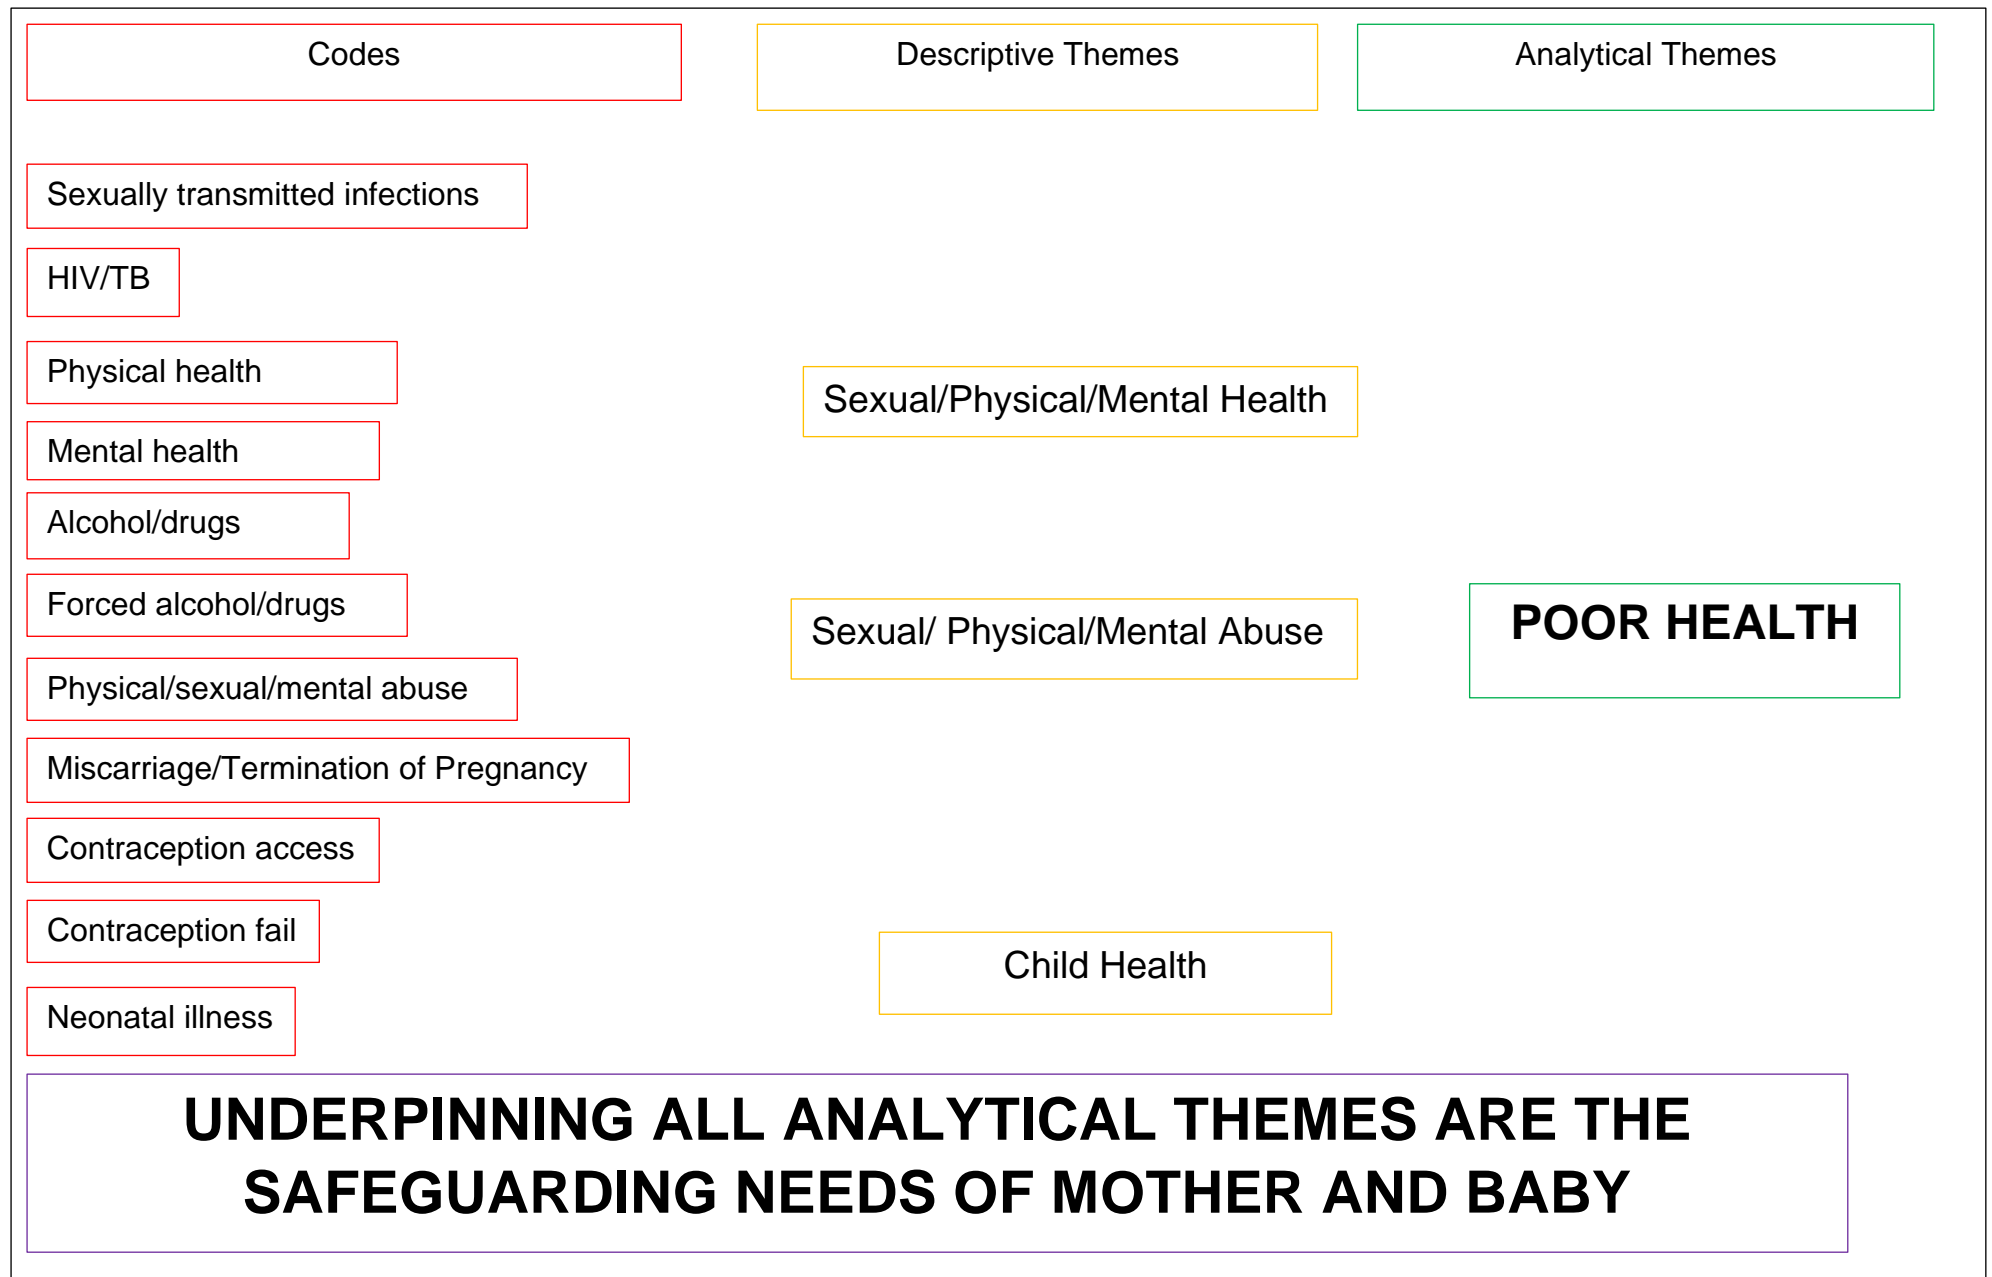 Codes
Descriptive Themes
Analytical Themes
Sexually transmitted infections
HIV/TB
Physical health
Mental health
Alcohol/drugs
Forced alcohol/drugs
Physical/sexual/mental abuse
Miscarriage/Termination of Pregnancy
Contraception access
Contraception fail
Neonatal illness
Sexual/Physical/Mental Health
Sexual/ Physical/Mental Abuse
Child Health
POOR HEALTH
UNDERPINNING ALL ANALYTICAL THEMES ARE THE
SAFEGUARDING NEEDS OF MOTHER AND BABY